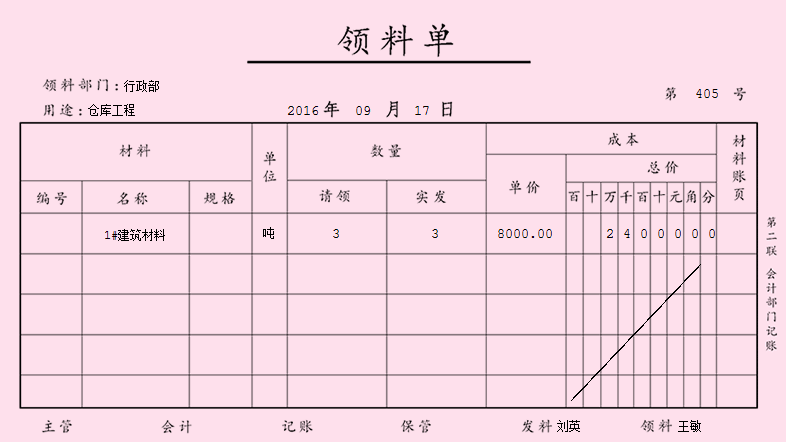 领料单
领料部门：行政部
第 405 号
用途：仓库工程 2016年 09 月 17 日
材料 单位 数量 成本 材料账页
编号 名称 规格 请领 实发 单价 总价
百 十 万 千 百 十 元 角 分
1#建筑材料 吨 3 3 8000.00 2 4 0 0 0 0 0
第二联 会计部门记账
主管 会计 记账 保管 发料 刘英 领料 王敏